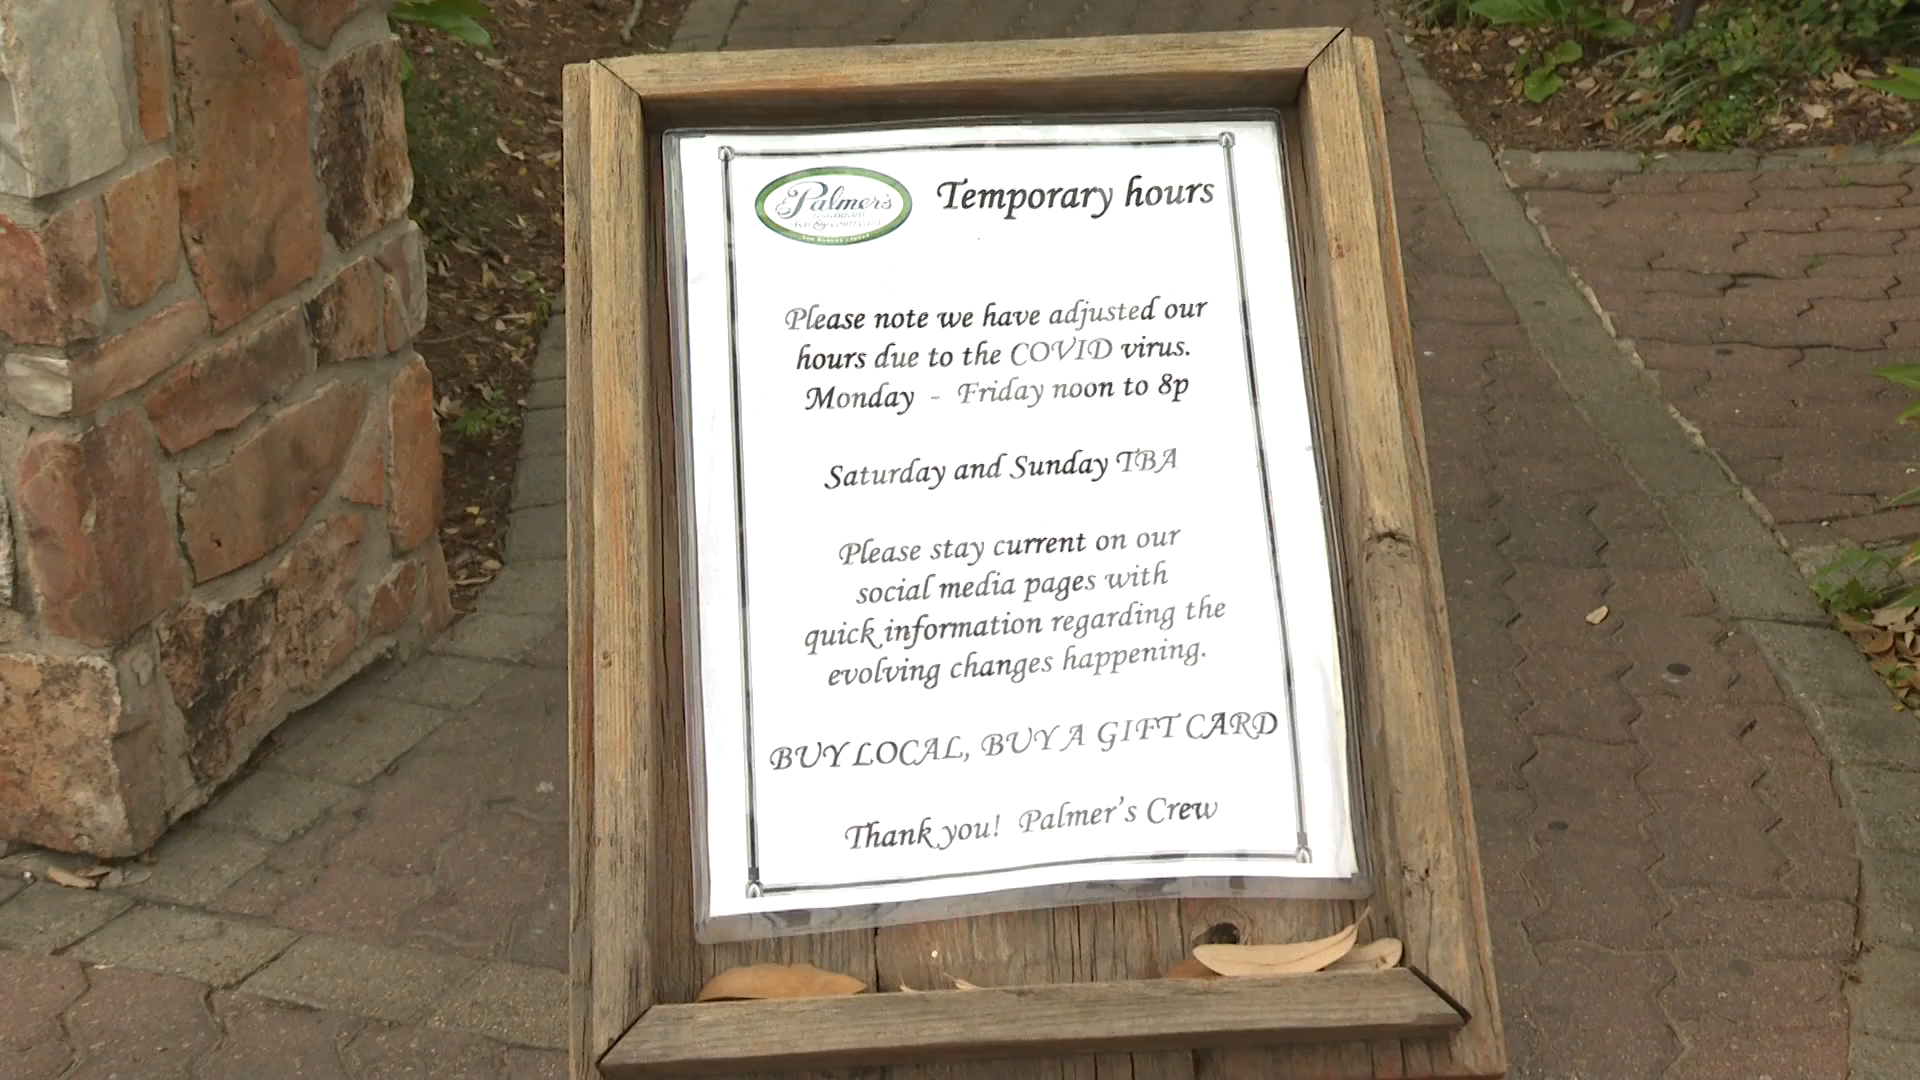 Palmer's
Temporary hours
Please note we have adjusted our
hours due to the COVID virus.
Monday - Friday noon to 8p
Saturday and Sunday TBA
Please stay current on our
social media pages with
quick information regarding the
evolving changes happening.
BUY LOCAL, BUY A GIFT CARD
Thank you! Palmer's Crew